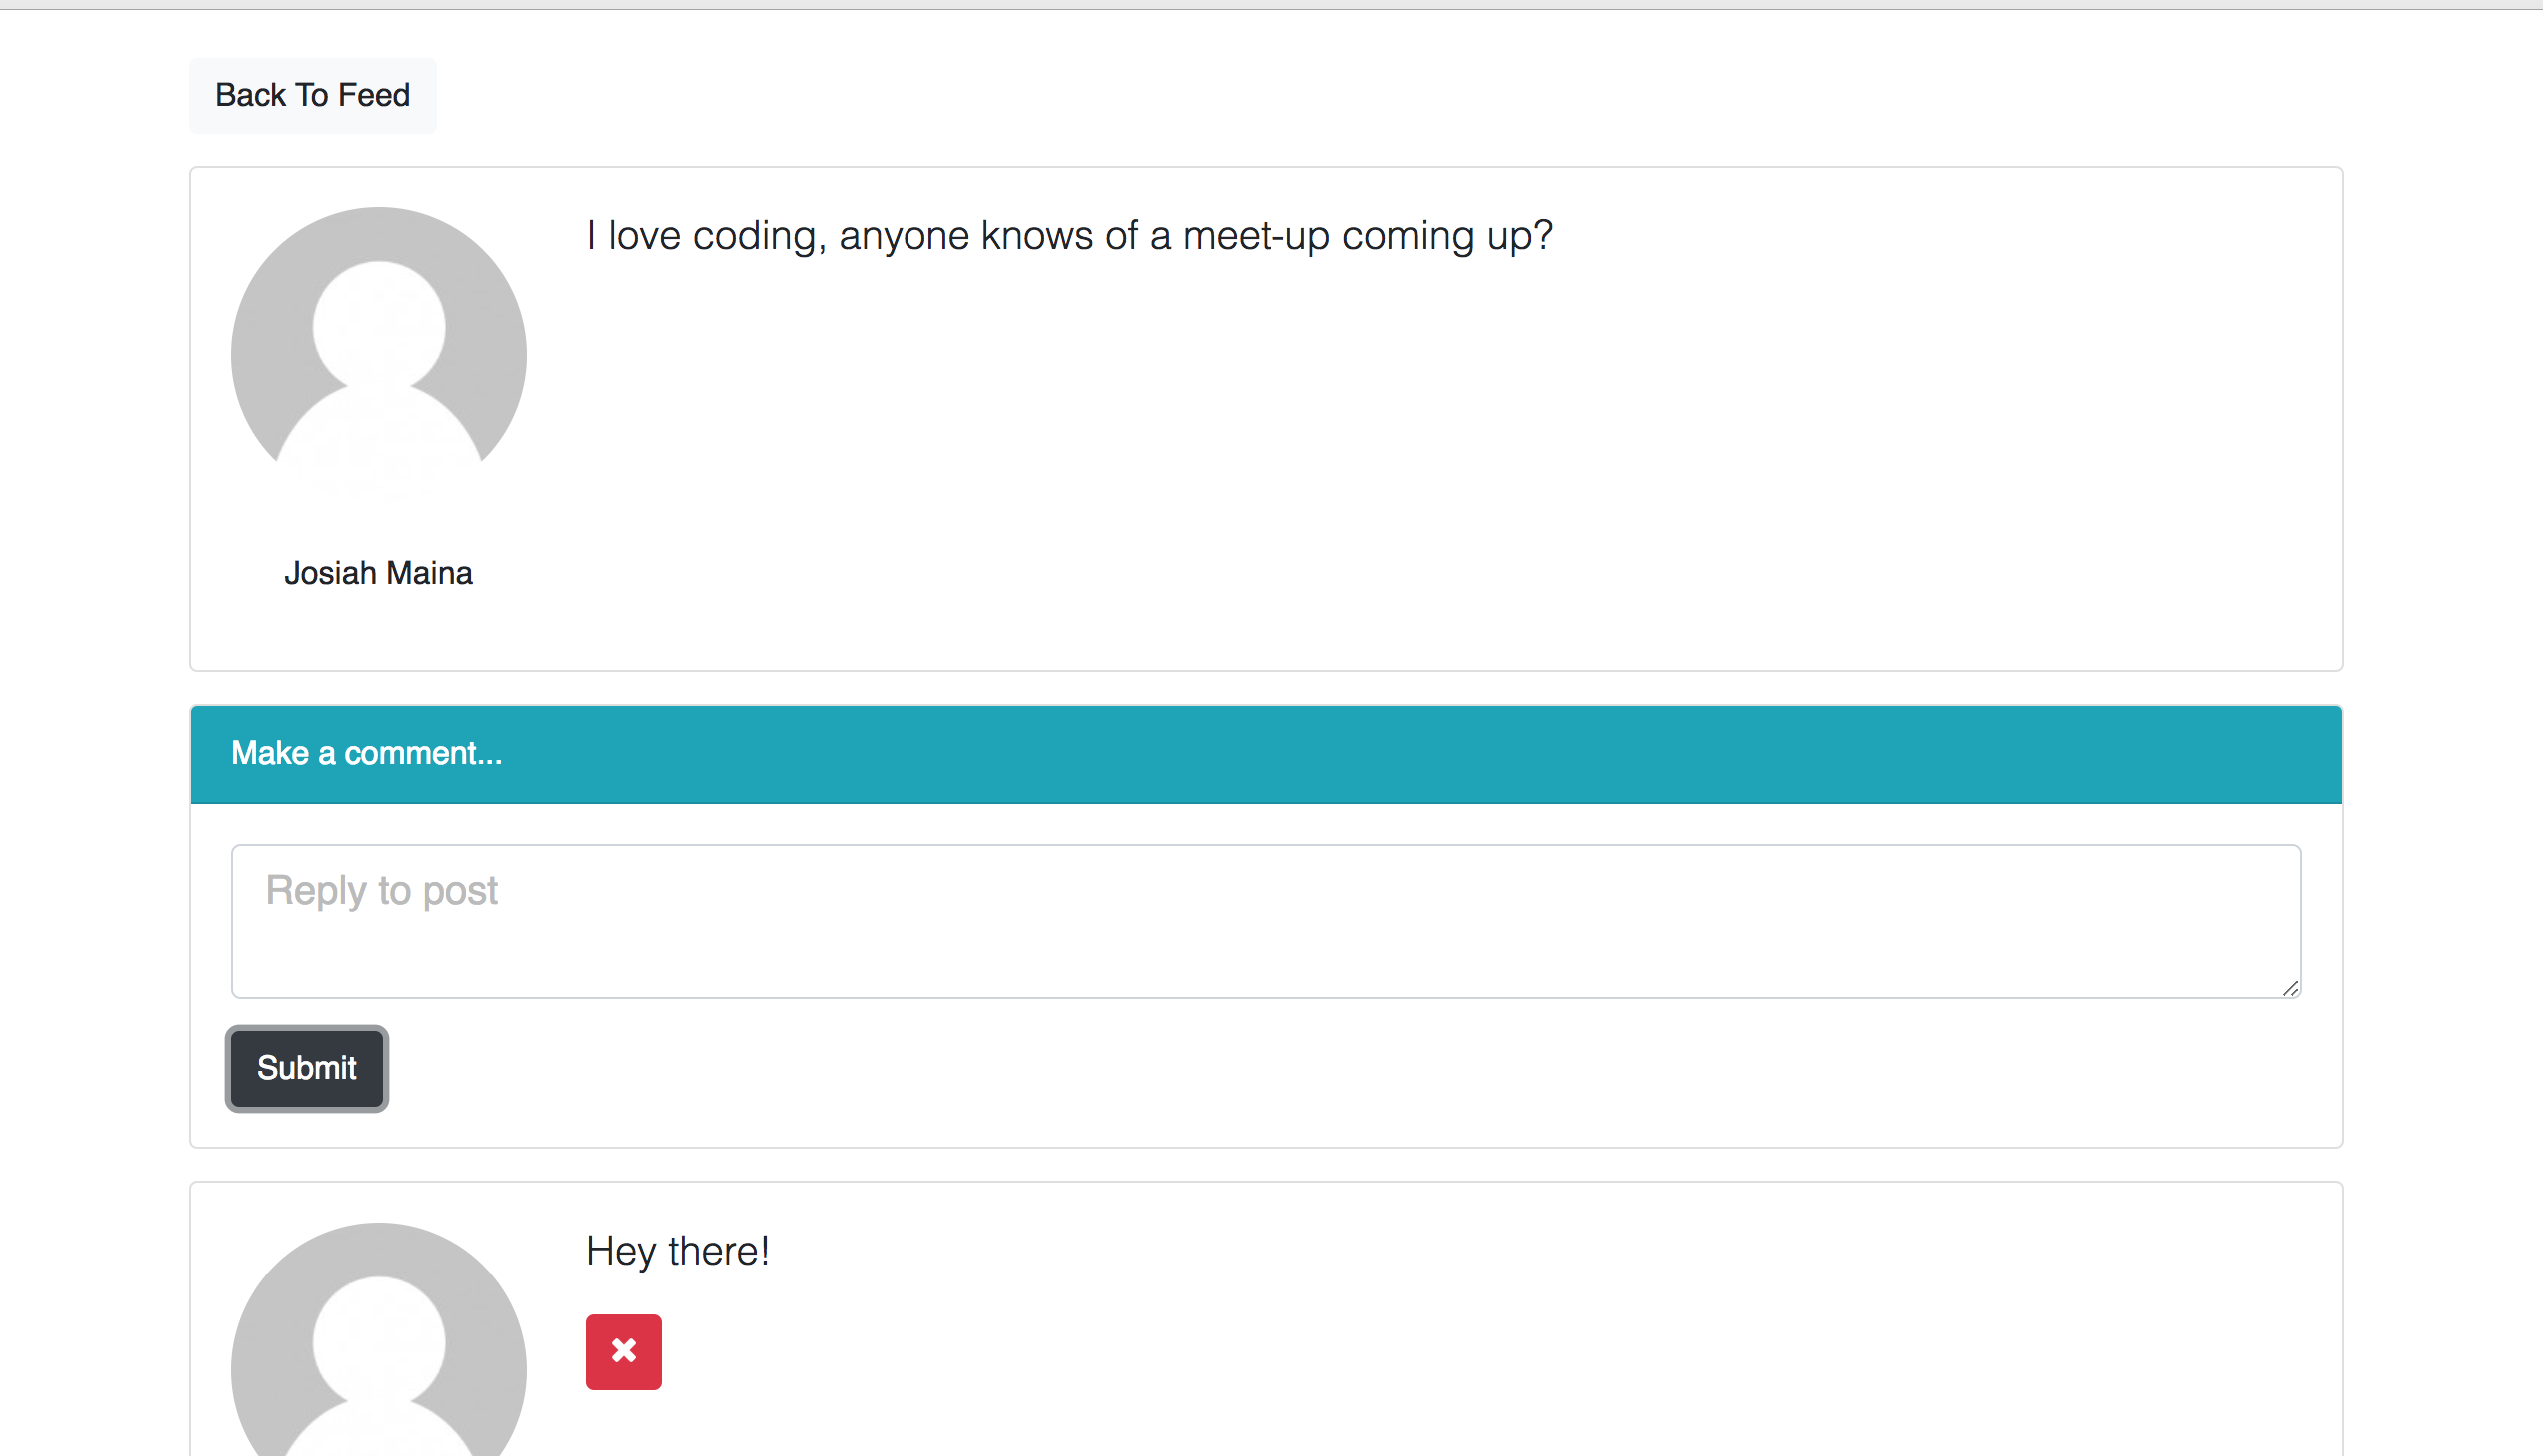 Back To Feed
I love coding, anyone knows of a meet-up coming up?
Josiah Maina
Make a comment...
Reply to post
Submit
Hey there!